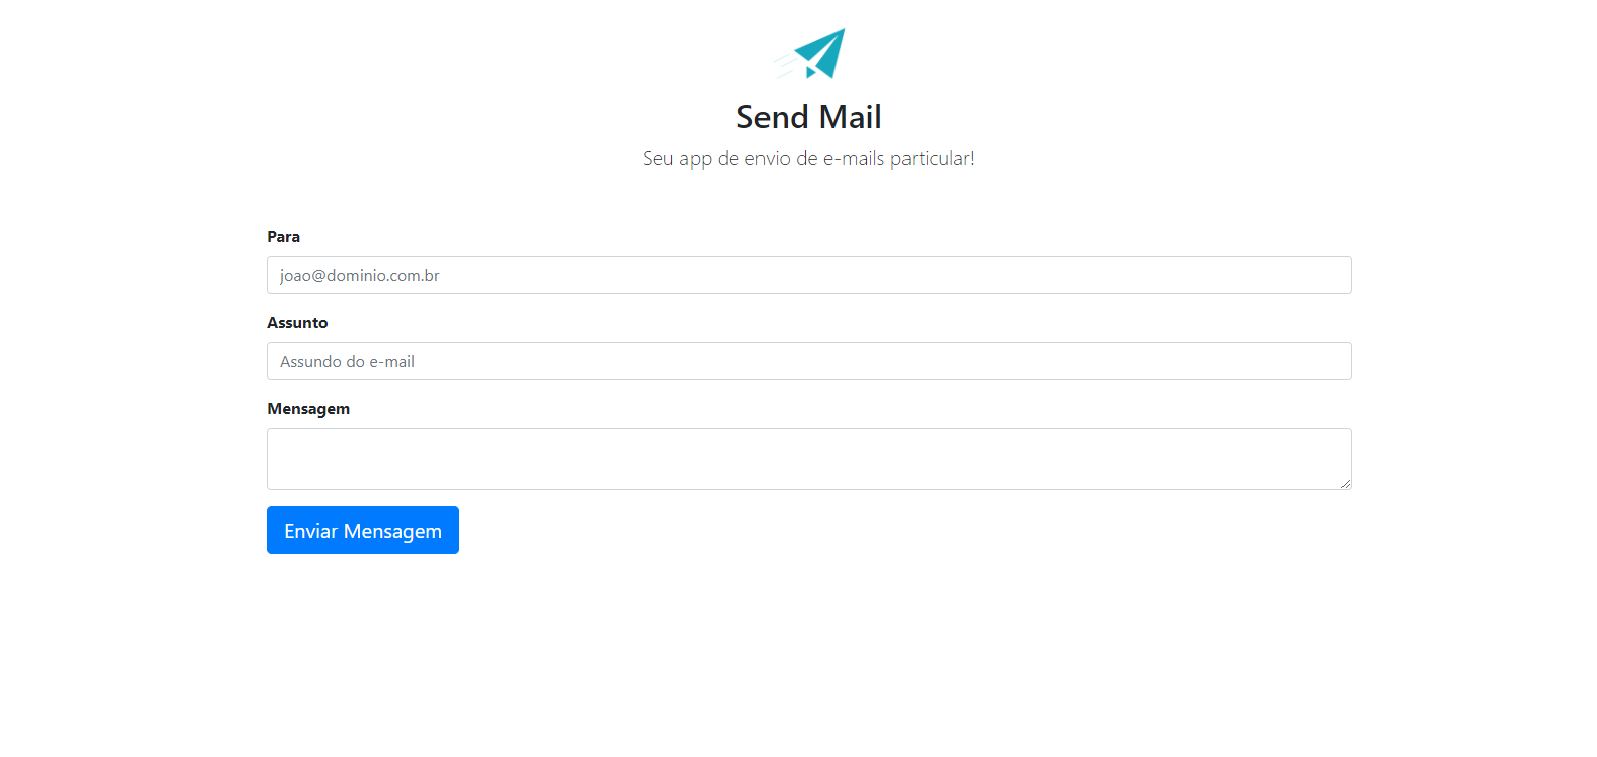 Send Mail
Seu app de envio de e-mails particular!
Para
joao@dominio.com.br
Assunto
Assundo do e-mail
Mensagem
Enviar Mensagem